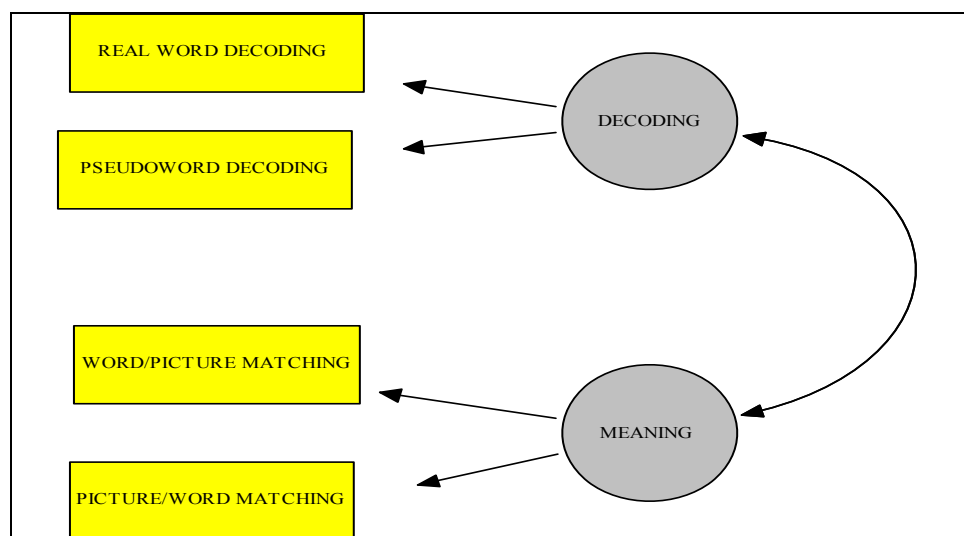 REAL WORD DECODING
DECODING
PSEUDOWORD DECODING
WORD/PICTURE MATCHING
MEANING
PICTURE/WORD MATCHING